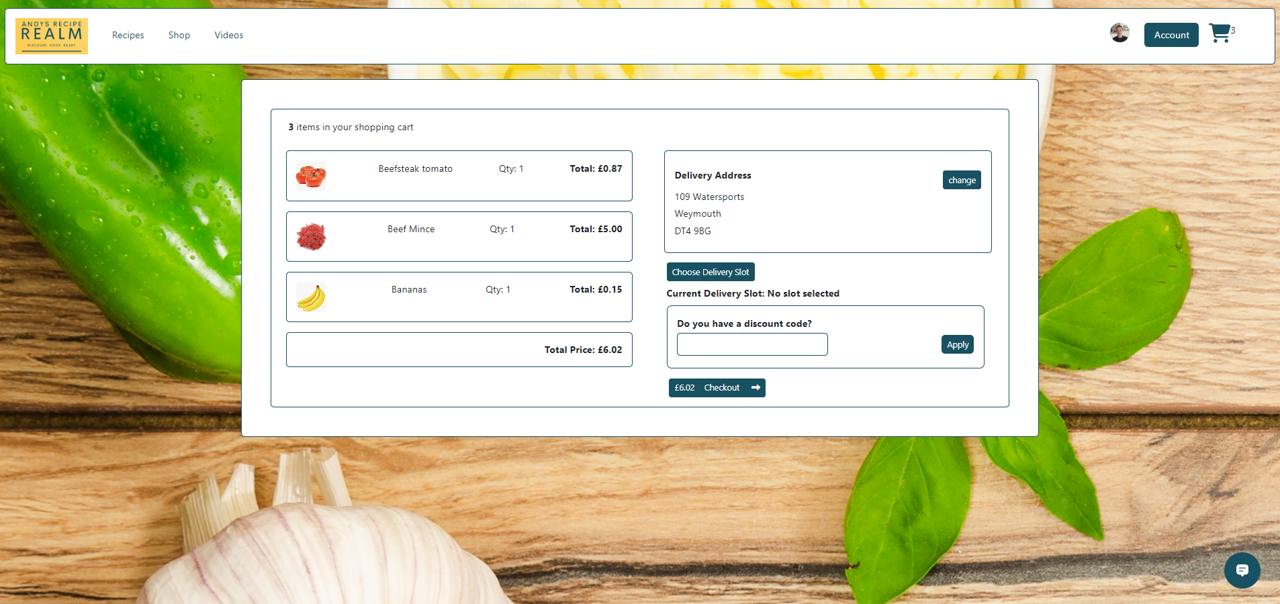 ANDYS RECIPE
REALM
DISCOVER, COOK, ENJOY
Recipes Shop Videos
Account
3
3 items in your shopping cart
Beefsteak tomato Qty: 1 Total: £0.87
Beef Mince Qty: 1 Total: £5.00
Bananas Qty: 1 Total: £0.15
Total Price: £6.02
Delivery Address
change
109 Watersports
Weymouth
DT4 9BG
Choose Delivery Slot
Current Delivery Slot: No slot selected
Do you have a discount code?
Apply
£6.02 Checkout